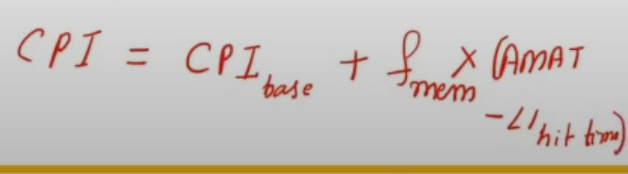 CPI = CPI base + f mem × (AMAT
- L1 hit time)